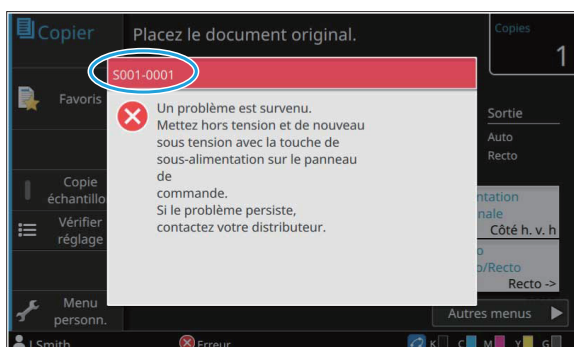 Copier
Placez le document original.
Copies
1
S001-0001
Favoris
Un problème est survenu.
Mettez hors tension et de nouveau
sous tension avec la touche de
sous-alimentation sur le panneau
de
commande.
Si le problème persiste,
contactez votre distributeur.
Sortie
Auto
Recto
Copie
échantillo
Vérifier
réglage
ntation
nale
Côté h. v. h
o
o/Recto
Recto ->
Menu
personn.
Autres menus
J.Smith
Erreur
K C M Y G